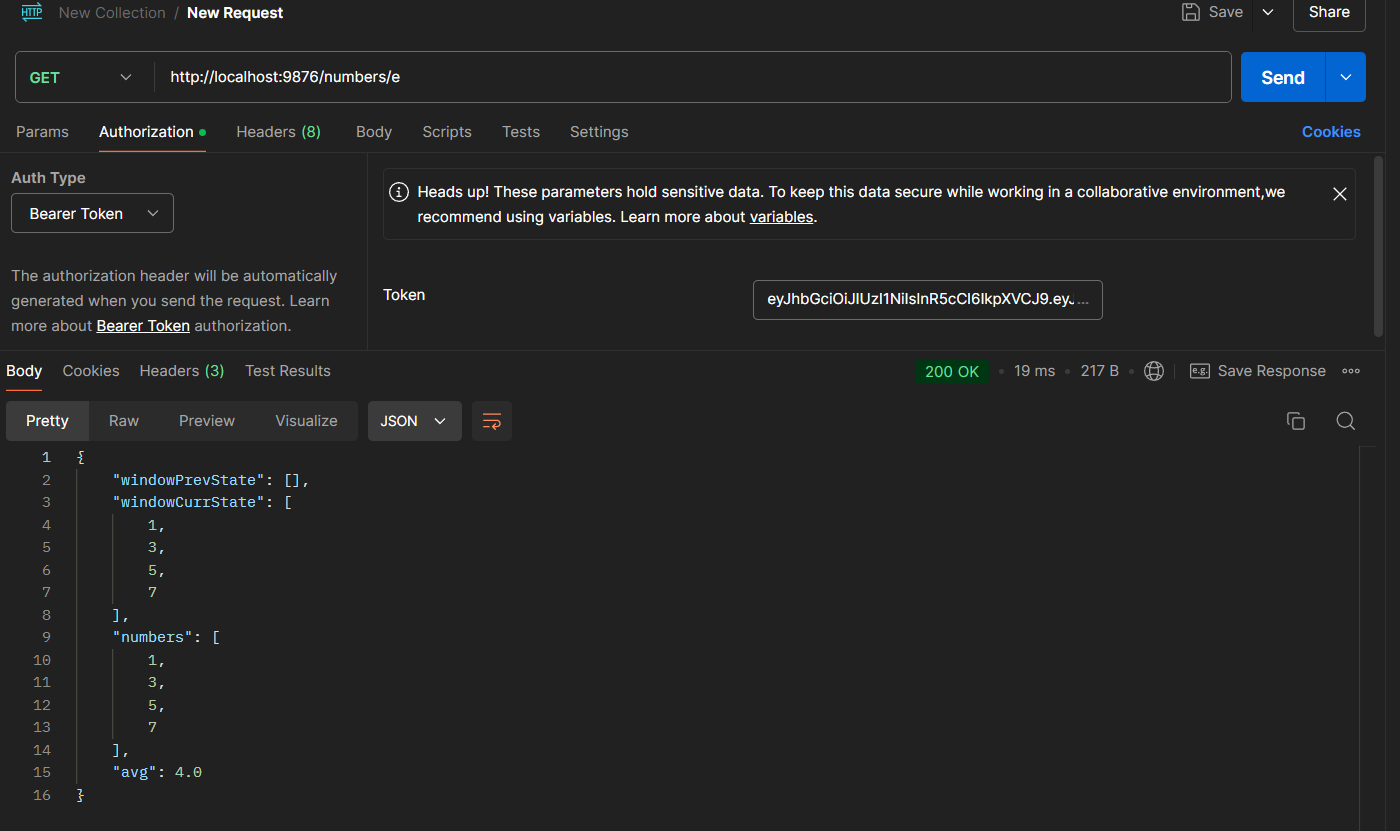 HTTP New Collection / New Request Save Share
GET http://localhost:9876/numbers/e Send
Params Authorization Headers (8) Body Scripts Tests Settings Cookies
Auth Type
Bearer Token
The authorization header will be automatically
generated when you send the request. Learn
more about Bearer Token authorization.
Heads up! These parameters hold sensitive data. To keep this data secure while working in a collaborative environment,we
recommend using variables. Learn more about variables.
Token eyJhbGciOiJIUzI1NiIsInR5cCI6IkpXVCJ9.eyJ...
Body Cookies Headers (3) Test Results 200 OK 19 ms 217 B e.g. Save Response
Pretty Raw Preview Visualize JSON
1 {
2 "windowPrevState": [],
3 "windowCurrState": [
4 1,
5 3,
6 5,
7 7
8 ],
9 "numbers": [
10 1,
11 3,
12 5,
13 7
14 ],
15 "avg": 4.0
16 }